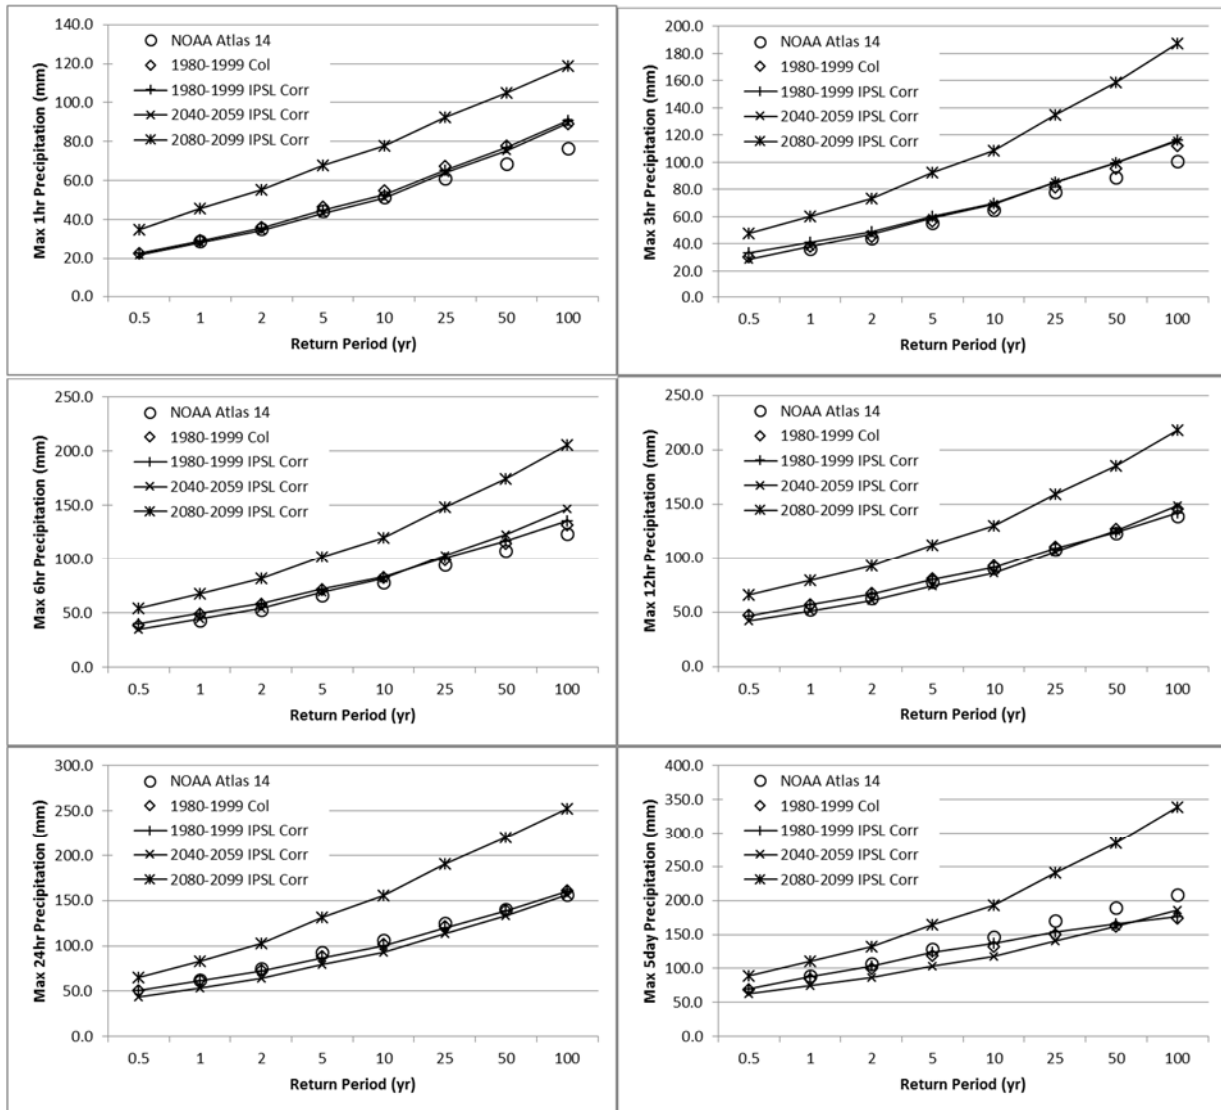 Max 1hr Precipitation (mm)
140.0
120.0
100.0
80.0
60.0
40.0
20.0
0.0
NOAA Atlas 14
1980-1999 Col
1980-1999 IPSL Corr
2040-2059 IPSL Corr
2080-2099 IPSL Corr
0.5 1 2 5 10 25 50 100
Return Period (yr)
Max 3hr Precipitation (mm)
200.0
180.0
160.0
140.0
120.0
100.0
80.0
60.0
40.0
20.0
0.0
NOAA Atlas 14
1980-1999 Col
1980-1999 IPSL Corr
2040-2059 IPSL Corr
2080-2099 IPSL Corr
0.5 1 2 5 10 25 50 100
Return Period (yr)
Max 6hr Precipitation (mm)
250.0
200.0
150.0
100.0
50.0
0.0
NOAA Atlas 14
1980-1999 Col
1980-1999 IPSL Corr
2040-2059 IPSL Corr
2080-2099 IPSL Corr
0.5 1 2 5 10 25 50 100
Return Period (yr)
Max 12hr Precipitation (mm)
250.0
200.0
150.0
100.0
50.0
0.0
NOAA Atlas 14
1980-1999 Col
1980-1999 IPSL Corr
2040-2059 IPSL Corr
2080-2099 IPSL Corr
0.5 1 2 5 10 25 50 100
Return Period (yr)
Max 24hr Precipitation (mm)
300.0
250.0
200.0
150.0
100.0
50.0
0.0
NOAA Atlas 14
1980-1999 Col
1980-1999 IPSL Corr
2040-2059 IPSL Corr
2080-2099 IPSL Corr
0.5 1 2 5 10 25 50 100
Return Period (yr)
Max 5day Precipitation (mm)
400.0
350.0
300.0
250.0
200.0
150.0
100.0
50.0
0.0
NOAA Atlas 14
1980-1999 Col
1980-1999 IPSL Corr
2040-2059 IPSL Corr
2080-2099 IPSL Corr
0.5 1 2 5 10 25 50 100
Return Period (yr)